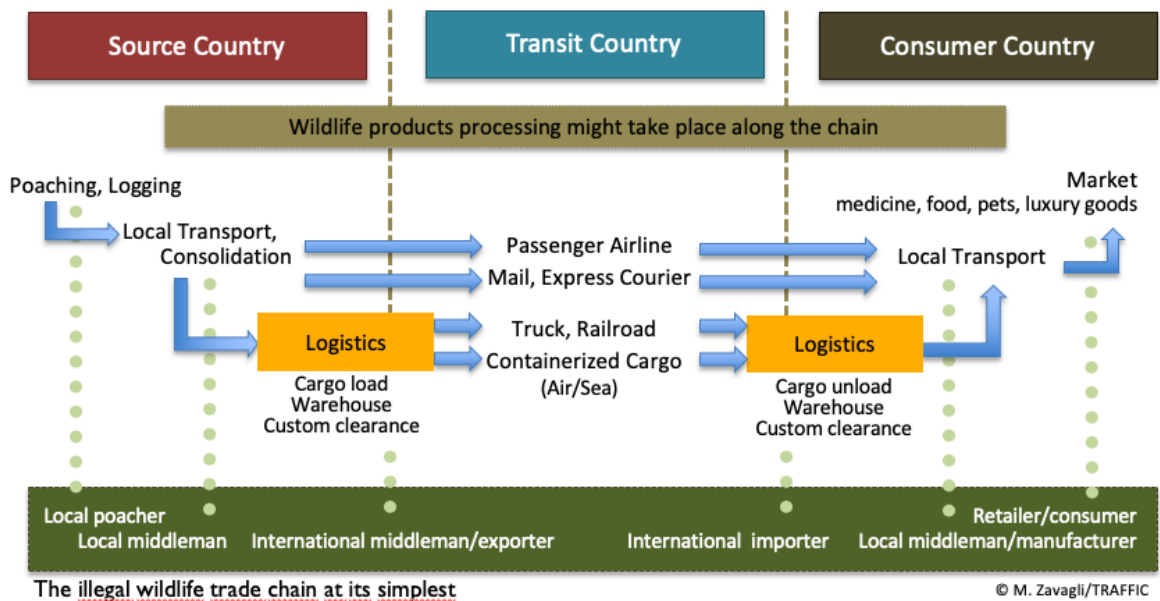 Source Country
Transit Country
Consumer Country
Wildlife products processing might take place along the chain
Poaching, Logging
Local Transport,
Consolidation
Passenger Airline
Mail, Express Courier
Logistics
Cargo load
Warehouse
Custom clearance
Truck, Railroad
Containerized Cargo
(Air/Sea)
Logistics
Cargo unload
Warehouse
Custom clearance
Local Transport
Market
medicine, food, pets, luxury goods
Local poacher
Local middleman
International middleman/exporter
International importer
Retailer/consumer
Local middleman/manufacturer
The illegal wildlife trade chain at its simplest
© M. Zavagli/TRAFFIC